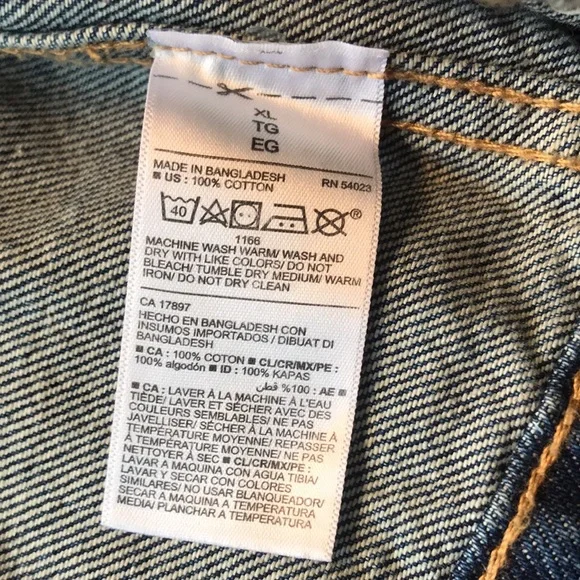 XL
TG
EG
MADE IN BANGLADESH RN 54023
■ US : 100% COTTON
40 ®
1166
MACHINE WASH WARM/ WASH AND
DRY WITH LIKE COLORS/ DO NOT
BLEACH/ TUMBLE DRY MEDIUM/ WARM
IRON/ DO NOT DRY CLEAN
CA 17897
HECHO EN BANGLADESH CON
INSUMOS IMPORTADOS / DIBUAT DI
BANGLADESH
■ CA : 100% COTON ■ CL/CR/MX/PE :
100% algodón ■ ID : 100% KAPAS
■ AE : 100% قطن
■ CA : LAVER À LA MACHINE À L'EAU
TIÈDE/ LAVER ET SÉCHER AVEC DES
COULEURS SEMBLABLES/ NE PAS
JAVELLISER/ SÉCHER À LA MACHINE À
TEMPÉRATURE MOYENNE/ REPASSER
À TEMPÉRATURE MOYENNE/ NE PAS
NETTOYER À SEC ■ CL/CR/MX/PE :
LAVAR A MAQUINA CON AGUA TIBIA/
LAVAR Y SECAR CON COLORES
SIMILARES/ NO USAR BLANQUEADOR/
SECAR A MAQUINA A TEMPERATURA
MEDIA/ PLANCHAR A TEMPERATURA